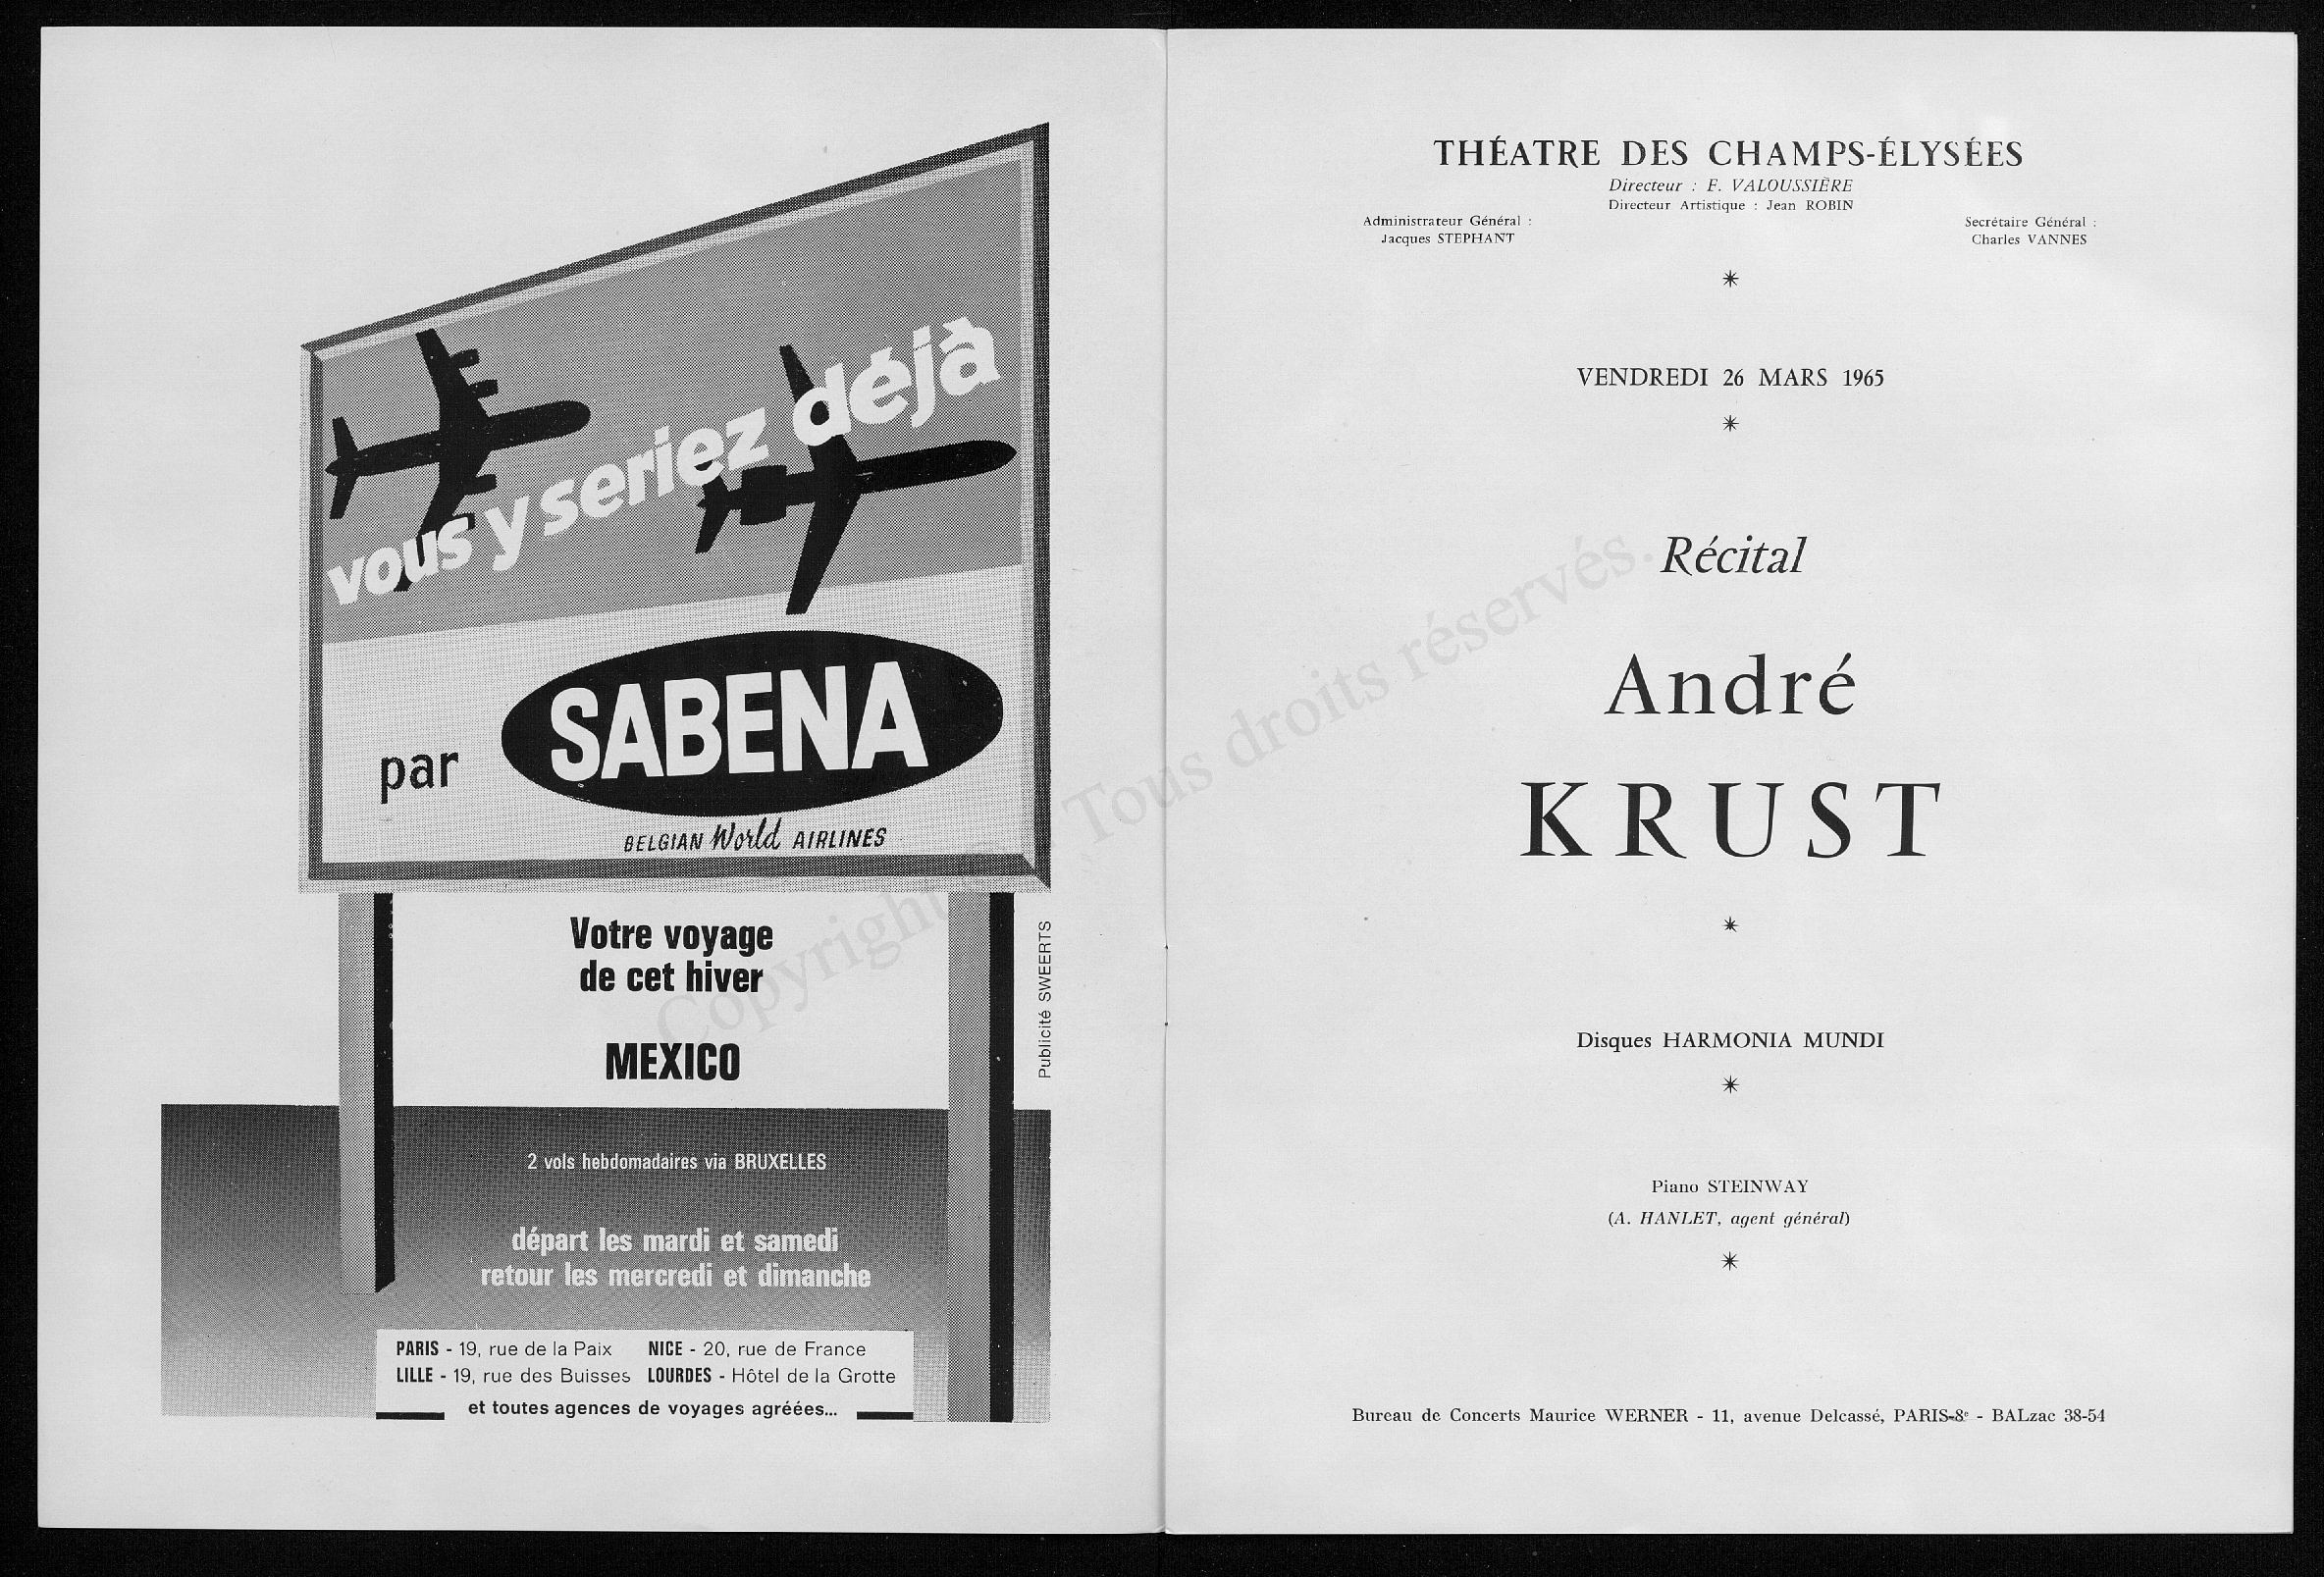 vous y seriez déjà
par SABENA
BELGIAN World AIRLINES
Votre voyage
de cet hiver
MEXICO
Publicité SWEERTS
2 vols hebdomadaires via BRUXELLES
départ les mardi et samedi
retour les mercredi et dimanche
PARIS - 19, rue de la Paix NICE - 20, rue de France
LILLE - 19, rue des Buisses LOURDES - Hôtel de la Grotte
et toutes agences de voyages agréées...
THÉATRE DES CHAMPS-ÉLYSÉES
Directeur : F. VALOUSSIÈRE
Directeur Artistique : Jean ROBIN
Administrateur Général :
Jacques STEPHANT
Secrétaire Général :
Charles VANNES
VENDREDI 26 MARS 1965
Récital
André
KRUST
Disques HARMONIA MUNDI
Piano STEINWAY
(A. HANLET, agent général)
Bureau de Concerts Maurice WERNER - 11, avenue Delcassé, PARIS-8e - BALzac 38-54
Copyright Tous droits réservés.